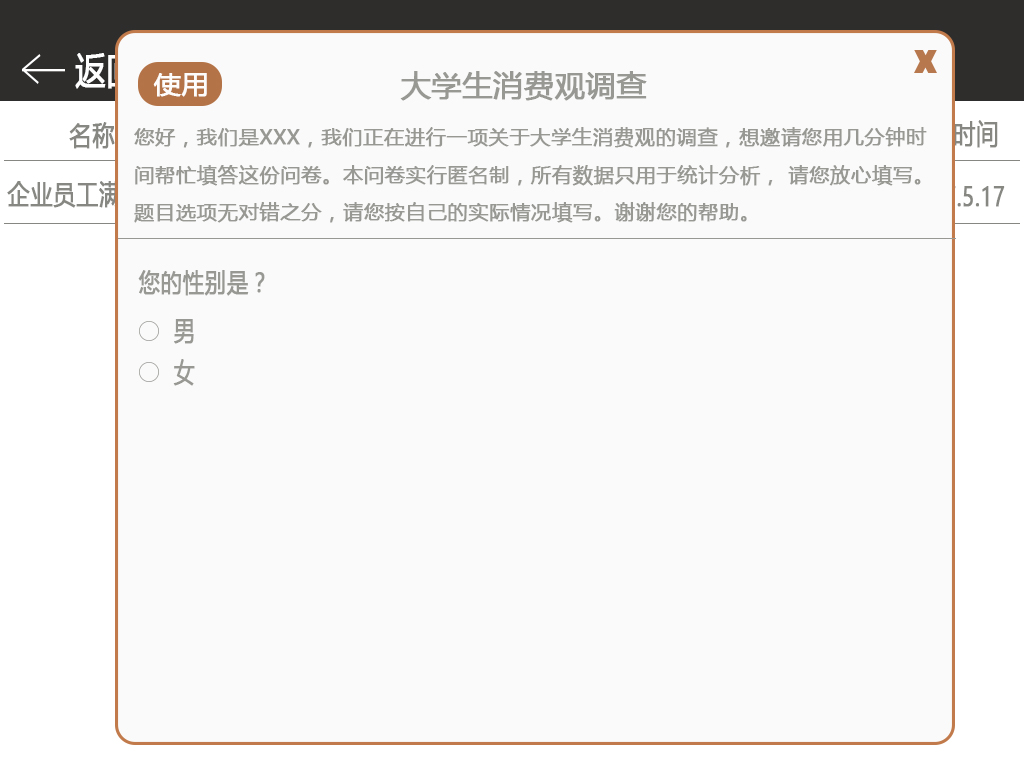 返
使用
大学生消费观调查
X
名称
时间
您好，我们是XXX，我们正在进行一项关于大学生消费观的调查，想邀请您用几分钟时
间帮忙填答这份问卷。本问卷实行匿名制，所有数据只用于统计分析， 请您放心填写。
题目选项无对错之分，请您按自己的实际情况填写。谢谢您的帮助。
企业员工满
.5.17
您的性别是？
男
女